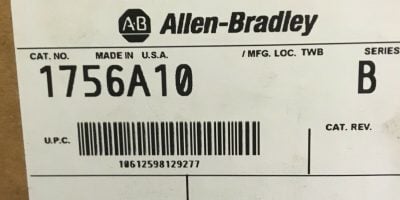 AB Allen-Bradley
CAT. NO. MADE IN U.S.A. / MFG. LOC. TWB SERIES
1756A10 B
U.P.C. CAT. REV.
10612598129277